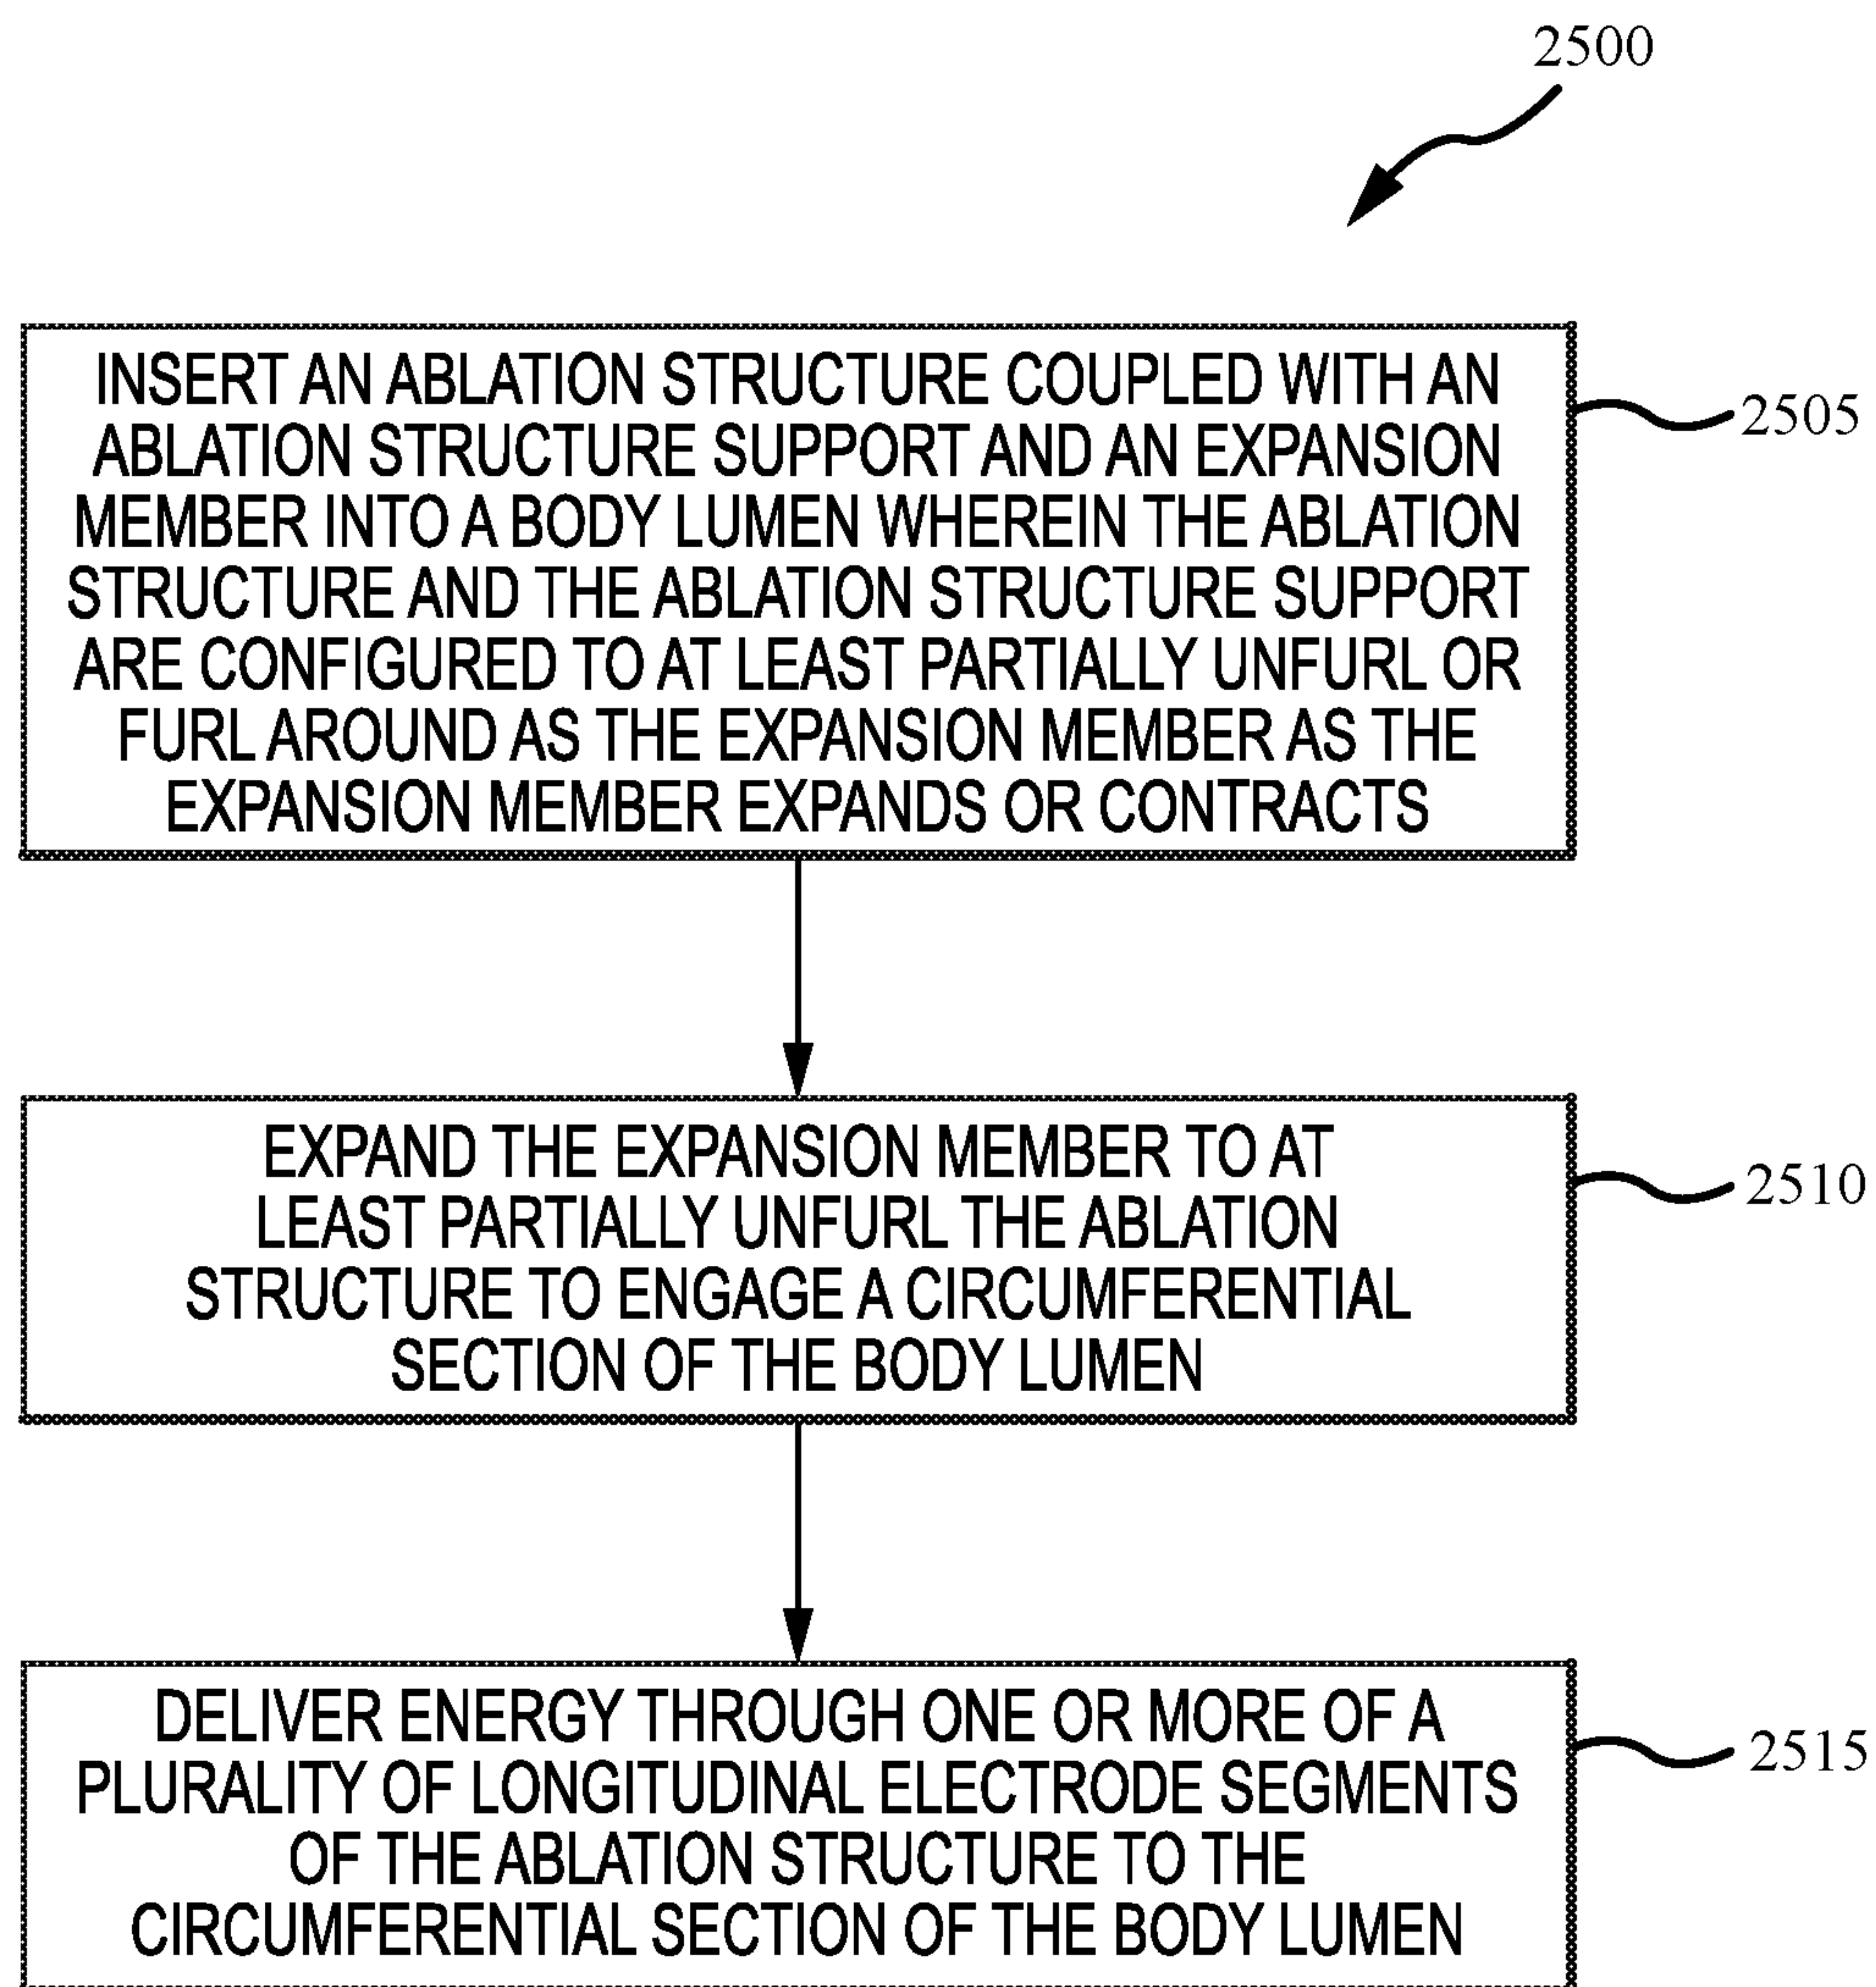 2500
INSERT AN ABLATION STRUCTURE COUPLED WITH AN
ABLATION STRUCTURE SUPPORT AND AN EXPANSION
MEMBER INTO A BODY LUMEN WHEREIN THE ABLATION
STRUCTURE AND THE ABLATION STRUCTURE SUPPORT
ARE CONFIGURED TO AT LEAST PARTIALLY UNFURL OR
FURL AROUND AS THE EXPANSION MEMBER AS THE
EXPANSION MEMBER EXPANDS OR CONTRACTS
2505
EXPAND THE EXPANSION MEMBER TO AT
LEAST PARTIALLY UNFURL THE ABLATION
STRUCTURE TO ENGAGE A CIRCUMFERENTIAL
SECTION OF THE BODY LUMEN
2510
DELIVER ENERGY THROUGH ONE OR MORE OF A
PLURALITY OF LONGITUDINAL ELECTRODE SEGMENTS
OF THE ABLATION STRUCTURE TO THE
CIRCUMFERENTIAL SECTION OF THE BODY LUMEN
2515